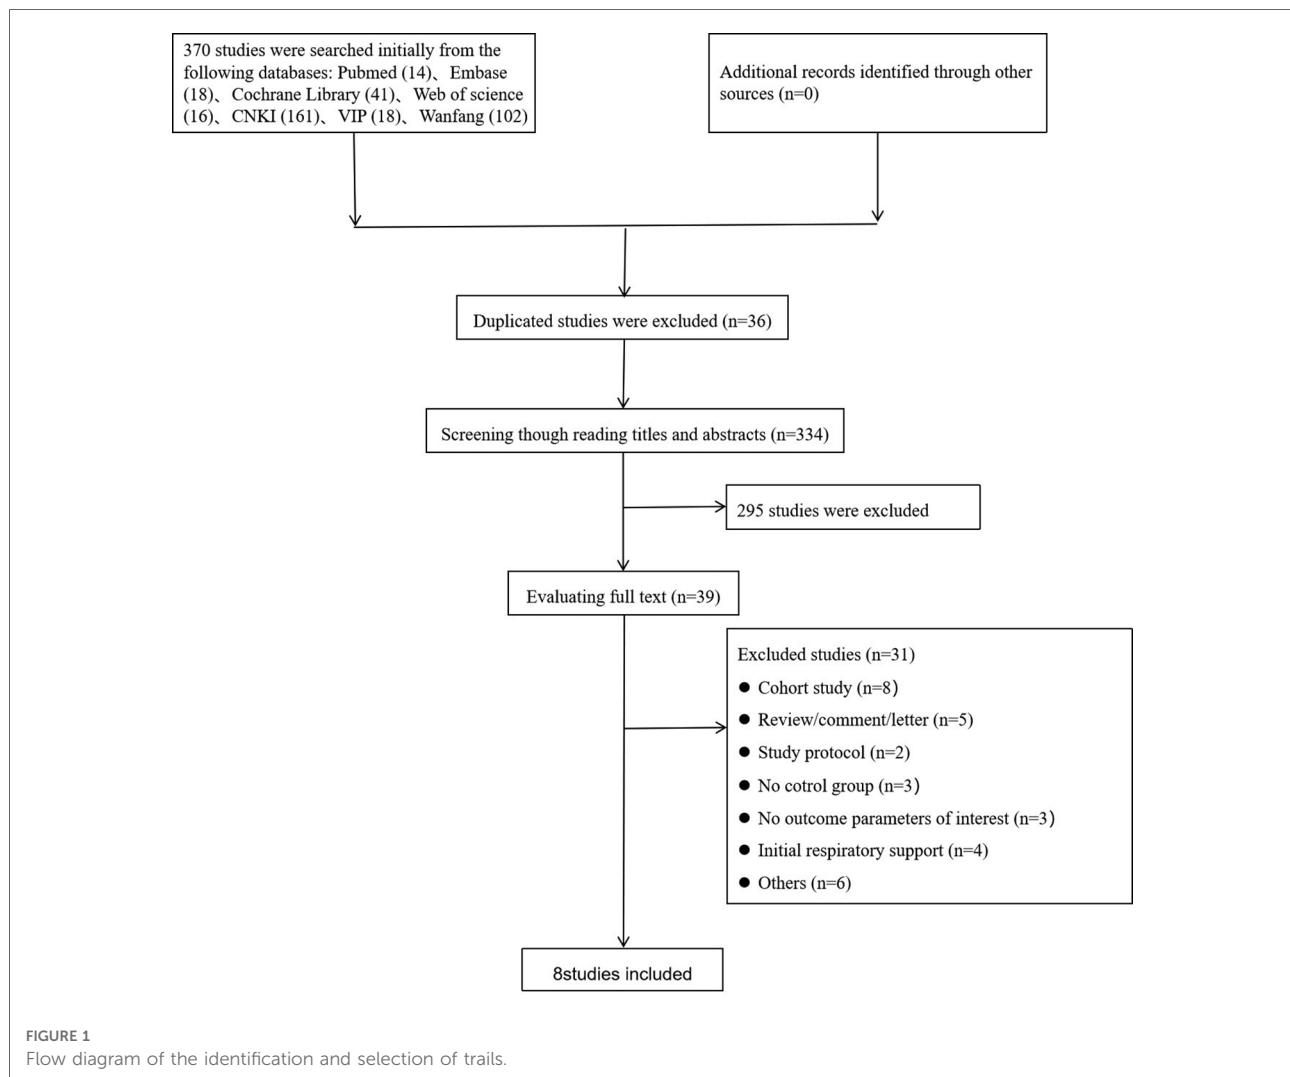 370 studies were searched initially from the
following databases: Pubmed (14)、Embase
(18)、Cochrane Library (41)、Web of science
(16)、CNKI (161)、VIP (18)、Wanfang (102)
Additional records identified through other
sources (n=0)
Duplicated studies were excluded (n=36)
Screening though reading titles and abstracts (n=334)
295 studies were excluded
Evaluating full text (n=39)
Excluded studies (n=31)
● Cohort study (n=8)
● Review/comment/letter (n=5)
● Study protocol (n=2)
● No cotrol group (n=3)
● No outcome parameters of interest (n=3)
● Initial respiratory support (n=4)
● Others (n=6)
8studies included
FIGURE 1
Flow diagram of the identification and selection of trails.